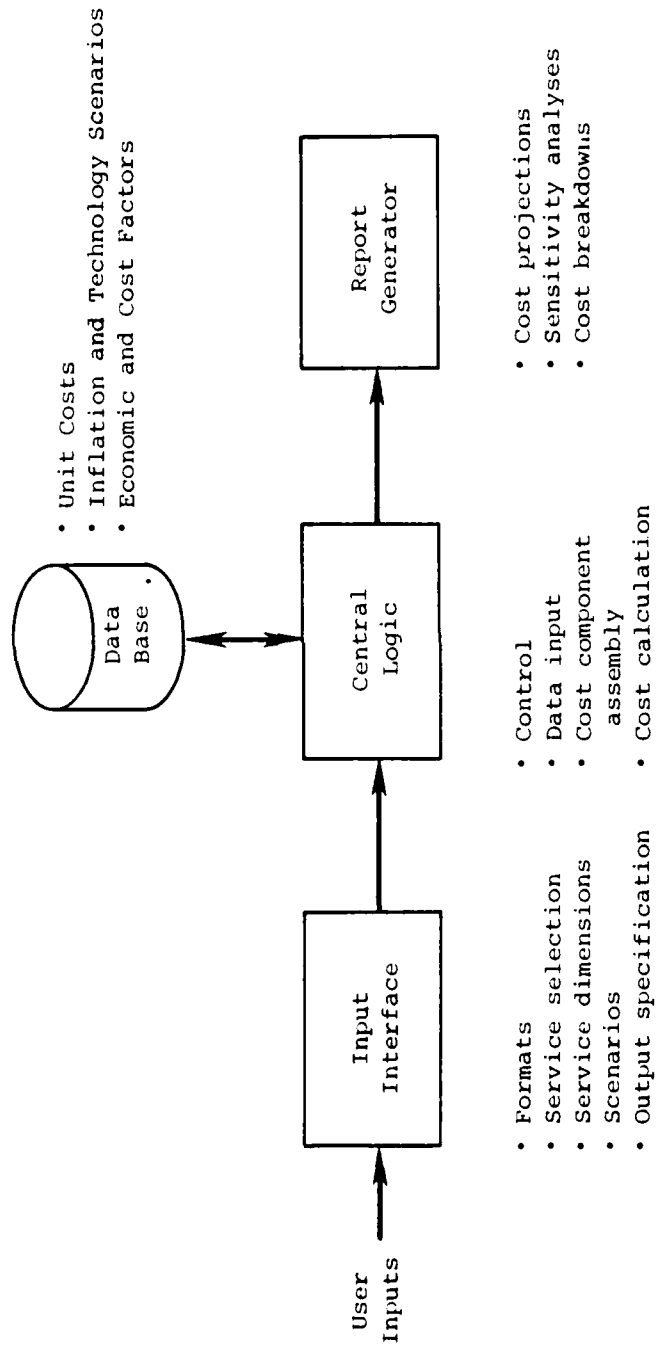 • Unit Costs
• Inflation and Technology Scenarios
• Economic and Cost Factors
Data
Base
User
Inputs
Input
Interface
Central
Logic
Report
Generator
• Formats
• Service selection
• Service dimensions
• Scenarios
• Output specification
• Control
• Data input
• Cost component
assembly
• Cost calculation
• Cost projections
• Sensitivity analyses
• Cost breakdowns